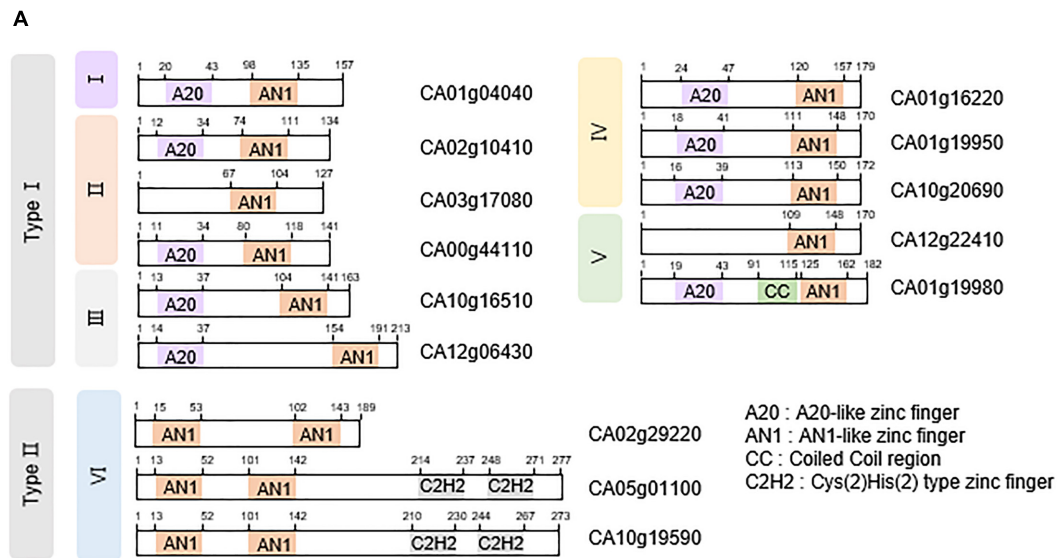 A
Type I
I
1 20 43 98 135 157
A20 AN1
CA01g04040
II
1 12 34 74 111 134
A20 AN1
CA02g10410
1 67 104 127
AN1
CA03g17080
1 11 34 80 118 141
A20 AN1
CA00g44110
III
1 13 37 104 141 163
A20 AN1
CA10g16510
1 14 37 154 191 213
A20 AN1
CA12g06430
IV
1 24 47 120 157 179
A20 AN1
CA01g16220
1 18 41 111 148 170
A20 AN1
CA01g19950
1 16 39 113 150 172
A20 AN1
CA10g20690
V
1 109 148 170
AN1
CA12g22410
1 19 43 91 115 125 162 182
A20 CC AN1
CA01g19980
Type II
VI
1 15 53 102 143 189
AN1 AN1
CA02g29220
1 13 52 101 142 214 237 248 271 277
AN1 AN1 C2H2 C2H2
CA05g01100
1 13 52 101 142 210 230 244 267 273
AN1 AN1 C2H2 C2H2
CA10g19590
A20 : A20-like zinc finger
AN1 : AN1-like zinc finger
CC : Coiled Coil region
C2H2 : Cys(2)His(2) type zinc finger